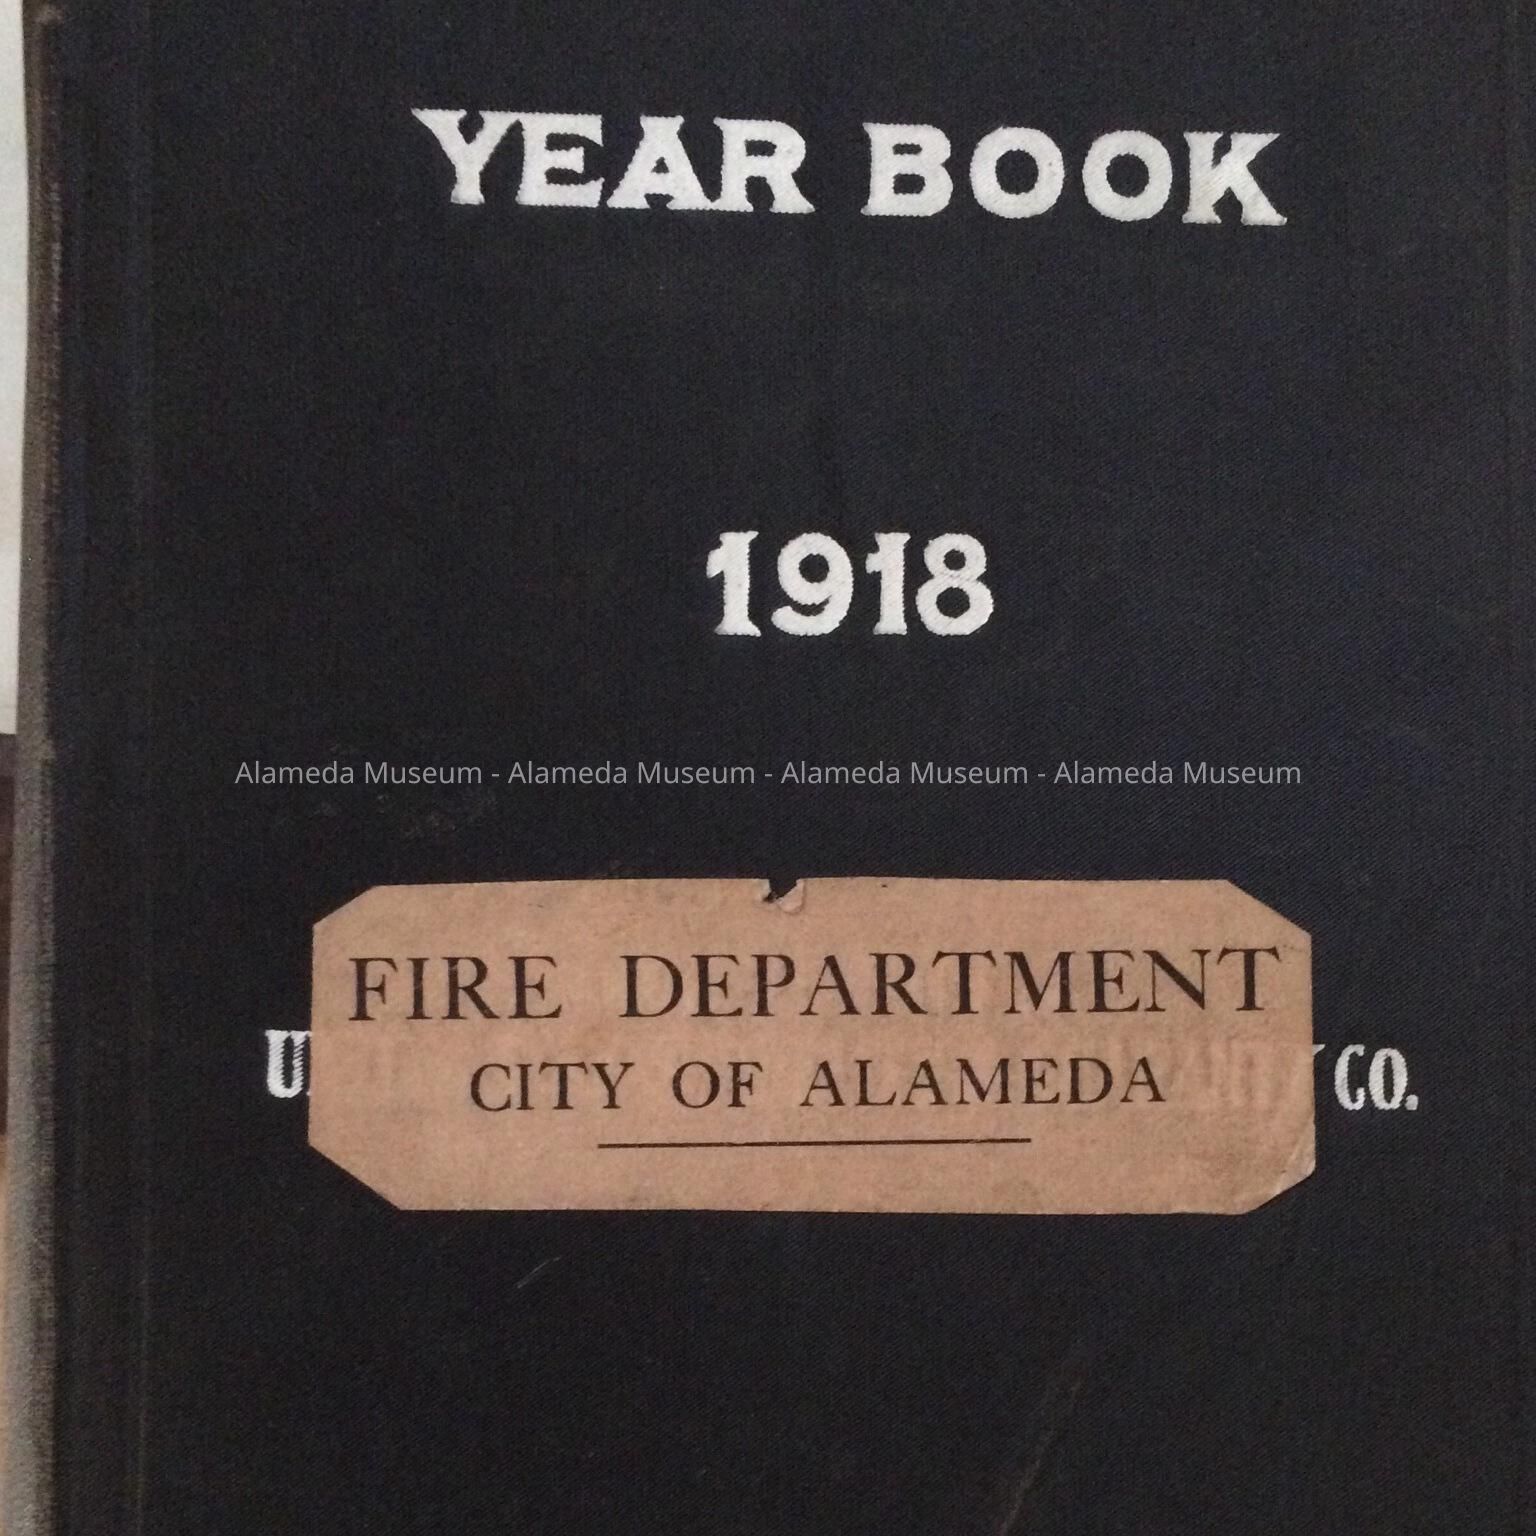 YEAR BOOK
1918
Alameda Museum - Alameda Museum - Alameda Museum - Alameda Museum
FIRE DEPARTMENT
CITY OF ALAMEDA
CO.